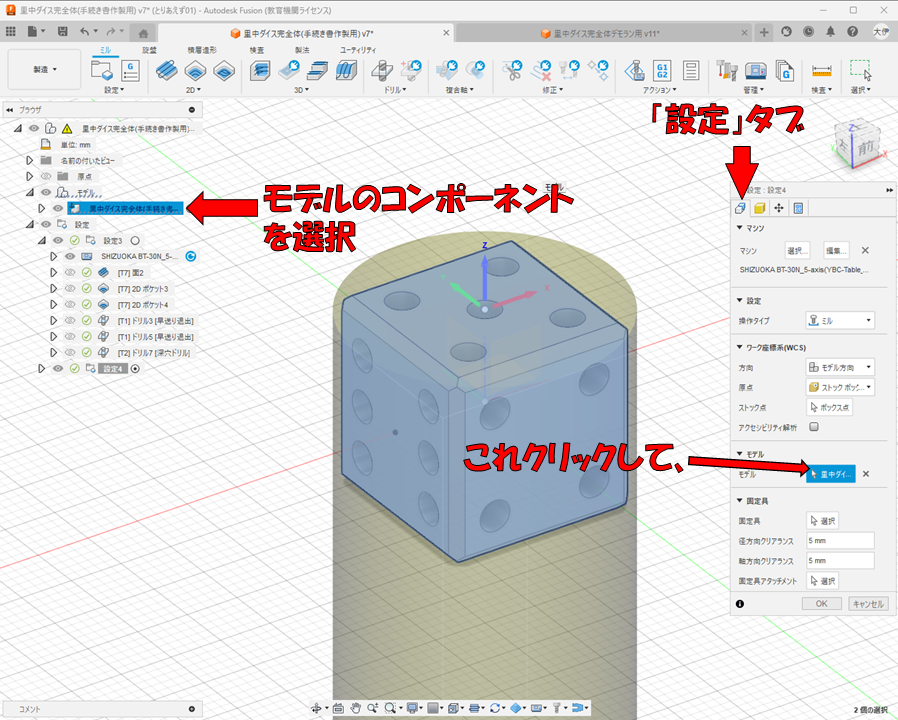 里中ダイス完全体(手続き書作製用) v7* (とりあえず01) - Autodesk Fusion (教育機関ライセンス)
里中ダイス完全体(手続き書作製用) v7*
里中ダイス完全体デモラン用 v11*
大伊
ミル
積層造形
検査
製法
ユーティリティ
製造
G1
G2
設定
2D
3D
ドリル
複合軸
修正
アクション
管理
検査
選択
ブラウザ
里中ダイス完全体(手続き書作製用)...
単位: mm
名前の付いたビュー
原点
モデル
里中ダイス完全体(手続き書...
設定
設定3
SHIZUOKA BT-30N_5-...
[T7] 面2
[T7] 2D ポケット3
[T7] 2D ポケット4
[T1] ドリル3 [早送り退出]
[T1] ドリル5 [早送り退出]
[T2] ドリル7 [深穴ドリル]
設定4
モデルのコンポーネント
を選択
「設定」タブ
これクリックして、
Z
X
Y
Z
前
X
設定 : 設定4
マシン
マシン
選択...
編集...
SHIZUOKA BT-30N_5-axis(YBC-Table_...
設定
操作タイプ
ミル
ワーク座標系(WCS)
方向
モデル方向
原点
ストック ボッ...
ストック点
ボックス点
アクセシビリティ解析
モデル
モデル
里中ダイ...
固定具
固定具
選択
径方向クリアランス
5 mm
軸方向クリアランス
5 mm
固定具アタッチメント
選択
OK
キャンセル
コメント
2 個の選択